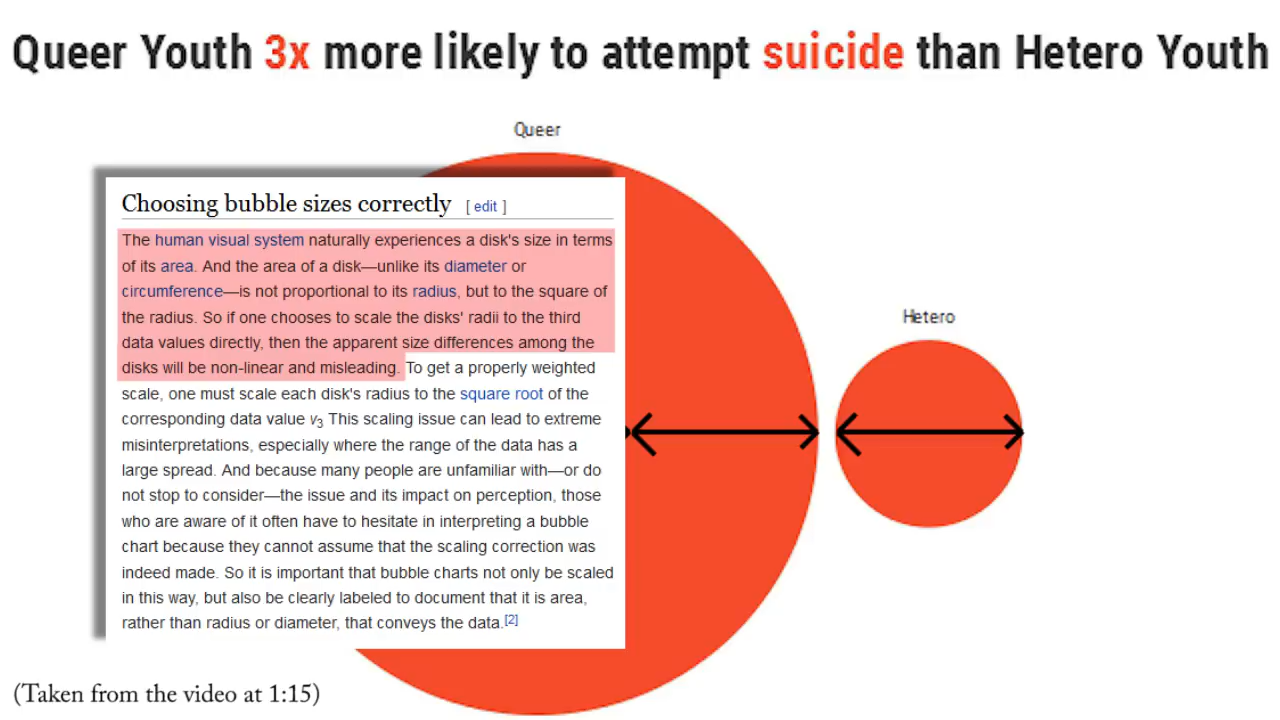 Queer Youth 3x more likely to attempt suicide than Hetero Youth
Queer
Choosing bubble sizes correctly [ edit ]
The human visual system naturally experiences a disk's size in terms
of its area. And the area of a disk—unlike its diameter or
circumference—is not proportional to its radius, but to the square of
the radius. So if one chooses to scale the disks' radii to the third
data values directly, then the apparent size differences among the
disks will be non-linear and misleading. To get a properly weighted
scale, one must scale each disk's radius to the square root of the
corresponding data value v3 This scaling issue can lead to extreme
misinterpretations, especially where the range of the data has a
large spread. And because many people are unfamiliar with—or do
not stop to consider—the issue and its impact on perception, those
who are aware of it often have to hesitate in interpreting a bubble
chart because they cannot assume that the scaling correction was
indeed made. So it is important that bubble charts not only be scaled
in this way, but also be clearly labeled to document that it is area,
rather than radius or diameter, that conveys the data.[2]
Hetero
(Taken from the video at 1:15)